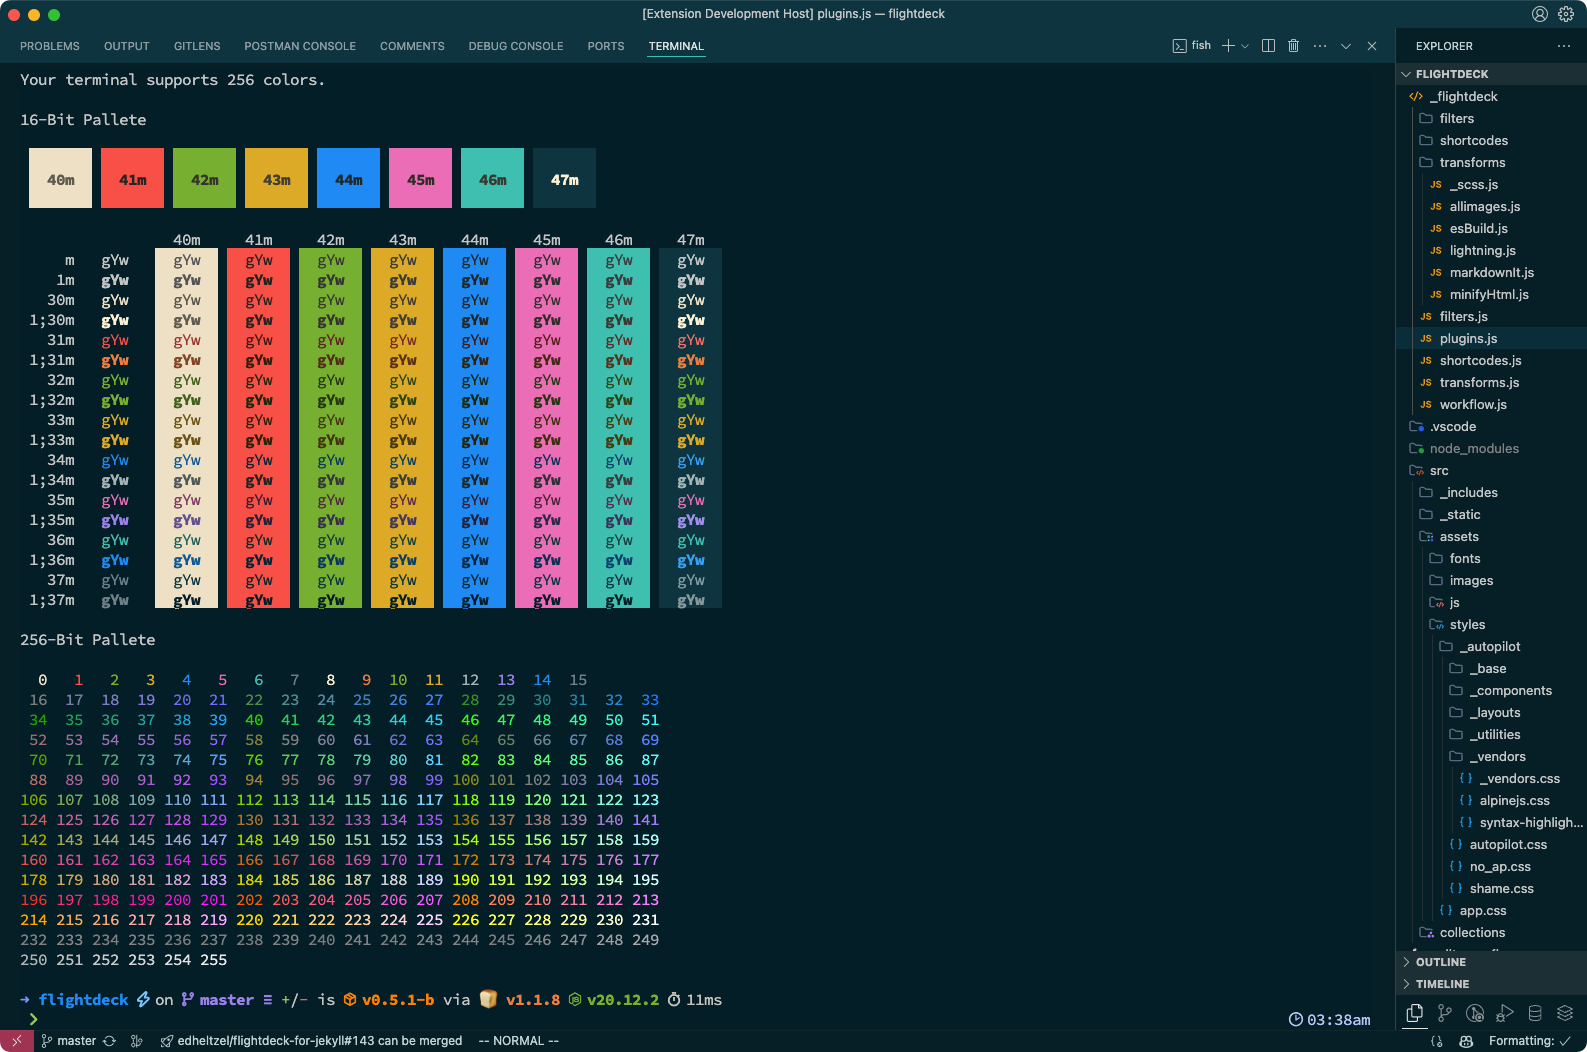 [Extension Development Host] plugins.js — flightdeck
PROBLEMS OUTPUT GITLENS POSTMAN CONSOLE COMMENTS DEBUG CONSOLE PORTS TERMINAL
fish
Your terminal supports 256 colors.
16-Bit Pallete
40m 41m 42m 43m 44m 45m 46m 47m
40m 41m 42m 43m 44m 45m 46m 47m
m gYw gYw gYw gYw gYw gYw gYw gYw gYw
1m gYw gYw gYw gYw gYw gYw gYw gYw gYw
30m gYw gYw gYw gYw gYw gYw gYw gYw gYw
1;30m gYw gYw gYw gYw gYw gYw gYw gYw gYw
31m gYw gYw gYw gYw gYw gYw gYw gYw gYw
1;31m gYw gYw gYw gYw gYw gYw gYw gYw gYw
32m gYw gYw gYw gYw gYw gYw gYw gYw gYw
1;32m gYw gYw gYw gYw gYw gYw gYw gYw gYw
33m gYw gYw gYw gYw gYw gYw gYw gYw gYw
1;33m gYw gYw gYw gYw gYw gYw gYw gYw gYw
34m gYw gYw gYw gYw gYw gYw gYw gYw gYw
1;34m gYw gYw gYw gYw gYw gYw gYw gYw gYw
35m gYw gYw gYw gYw gYw gYw gYw gYw gYw
1;35m gYw gYw gYw gYw gYw gYw gYw gYw gYw
36m gYw gYw gYw gYw gYw gYw gYw gYw gYw
1;36m gYw gYw gYw gYw gYw gYw gYw gYw gYw
37m gYw gYw gYw gYw gYw gYw gYw gYw gYw
1;37m gYw gYw gYw gYw gYw gYw gYw gYw gYw
256-Bit Pallete
0 1 2 3 4 5 6 7 8 9 10 11 12 13 14 15
16 17 18 19 20 21 22 23 24 25 26 27 28 29 30 31 32 33
34 35 36 37 38 39 40 41 42 43 44 45 46 47 48 49 50 51
52 53 54 55 56 57 58 59 60 61 62 63 64 65 66 67 68 69
70 71 72 73 74 75 76 77 78 79 80 81 82 83 84 85 86 87
88 89 90 91 92 93 94 95 96 97 98 99 100 101 102 103 104 105
106 107 108 109 110 111 112 113 114 115 116 117 118 119 120 121 122 123
124 125 126 127 128 129 130 131 132 133 134 135 136 137 138 139 140 141
142 143 144 145 146 147 148 149 150 151 152 153 154 155 156 157 158 159
160 161 162 163 164 165 166 167 168 169 170 171 172 173 174 175 176 177
178 179 180 181 182 183 184 185 186 187 188 189 190 191 192 193 194 195
196 197 198 199 200 201 202 203 204 205 206 207 208 209 210 211 212 213
214 215 216 217 218 219 220 221 222 223 224 225 226 227 228 229 230 231
232 233 234 235 236 237 238 239 240 241 242 243 244 245 246 247 248 249
250 251 252 253 254 255
➜ flightdeck on master ≡ +/- is v0.5.1-b via v1.1.8 v20.12.2 11ms
❯
03:38am
EXPLORER
FLIGHTDECK
_flightdeck
filters
shortcodes
transforms
JS _scss.js
JS allimages.js
JS esBuild.js
JS lightning.js
JS markdownIt.js
JS minifyHtml.js
JS filters.js
JS plugins.js
JS shortcodes.js
JS transforms.js
JS workflow.js
.vscode
node_modules
src
_includes
_static
assets
fonts
images
js
styles
_autopilot
_base
_components
_layouts
_utilities
_vendors
{} _vendors.css
{} alpinejs.css
{} syntax-highligh...
{} autopilot.css
{} no_ap.css
{} shame.css
{} app.css
collections
OUTLINE
TIMELINE
master edheltzel/flightdeck-for-jekyll#143 can be merged -- NORMAL -- Formatting: ✓